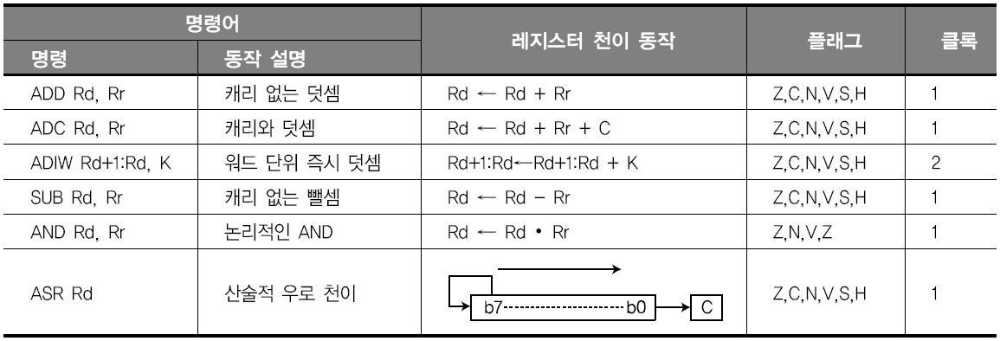 명령어 레지스터 천이 동작 플래그 클록
명령 동작 설명
ADD Rd, Rr 캐리 없는 덧셈 Rd ← Rd + Rr Z,C,N,V,S,H 1
ADC Rd, Rr 캐리와 덧셈 Rd ← Rd + Rr + C Z,C,N,V,S,H 1
ADIW Rd+1:Rd, K 워드 단위 즉시 덧셈 Rd+1:Rd←Rd+1:Rd + K Z,C,N,V,S,H 2
SUB Rd, Rr 캐리 없는 뺄셈 Rd ← Rd − Rr Z,C,N,V,S,H 1
AND Rd, Rr 논리적인 AND Rd ← Rd • Rr Z,N,V,Z 1
ASR Rd 산술적 우로 천이 b7 b0 C Z,C,N,V,S,H 1